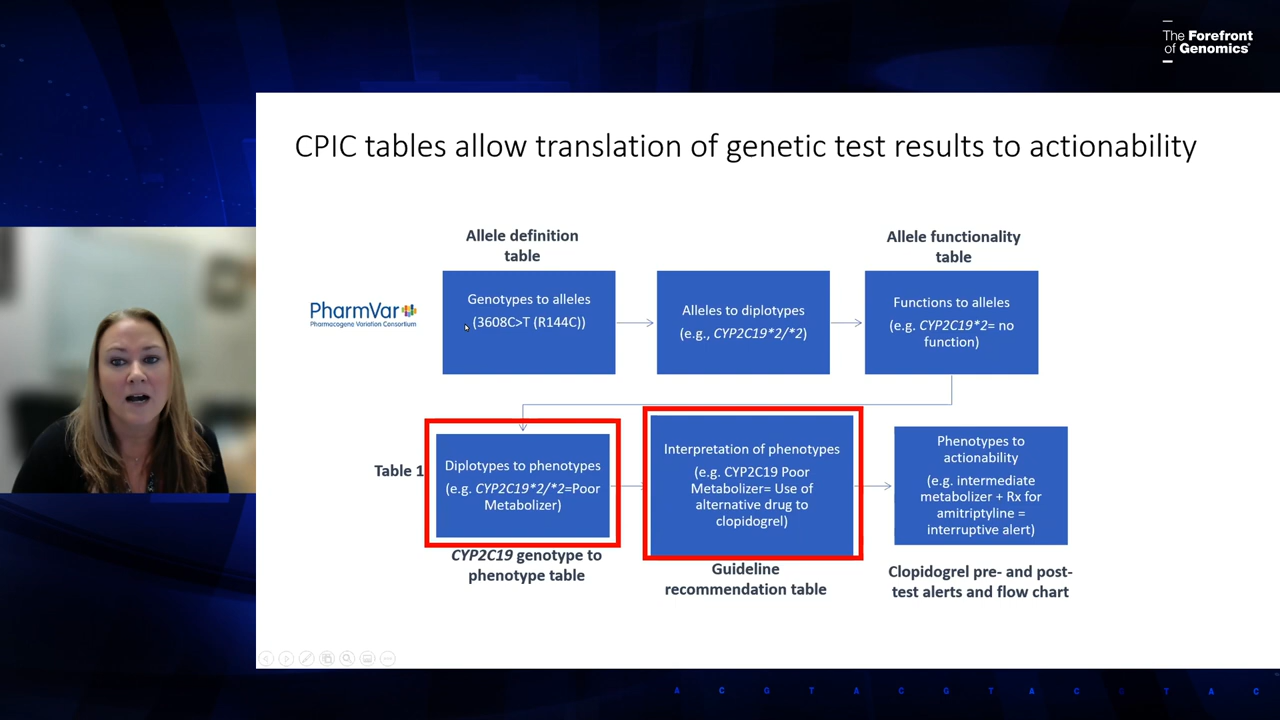 The Forefront
of Genomics®
CPIC tables allow translation of genetic test results to actionability
Allele definition
table
Allele functionality
table
PharmVar
Pharmacogene Variation Consortium
Genotypes to alleles
(3608C>T (R144C))
Alleles to diplotypes
(e.g., CYP2C19*2/*2)
Functions to alleles
(e.g. CYP2C19*2= no
function)
Table 1
Diplotypes to phenotypes
(e.g. CYP2C19*2/*2=Poor
Metabolizer)
Interpretation of phenotypes
(e.g. CYP2C19 Poor
Metabolizer= Use of
alternative drug to
clopidogrel)
Phenotypes to
actionability
(e.g. intermediate
metabolizer + Rx for
amitriptyline =
interruptive alert)
CYP2C19 genotype to
phenotype table
Guideline
recommendation table
Clopidogrel pre- and post-
test alerts and flow chart
A C G T A C G T A C G T A C